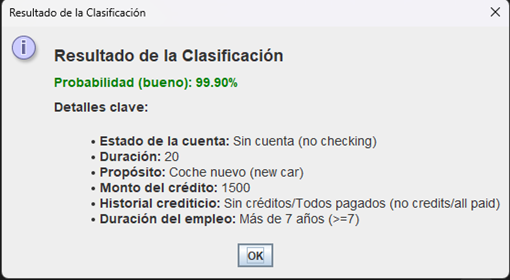 Resultado de la Clasificación
Resultado de la Clasificación
Probabilidad (bueno): 99.90%
Detalles clave:
• Estado de la cuenta: Sin cuenta (no checking)
• Duración: 20
• Propósito: Coche nuevo (new car)
• Monto del crédito: 1500
• Historial crediticio: Sin créditos/Todos pagados (no credits/all paid)
• Duración del empleo: Más de 7 años (>=7)
OK